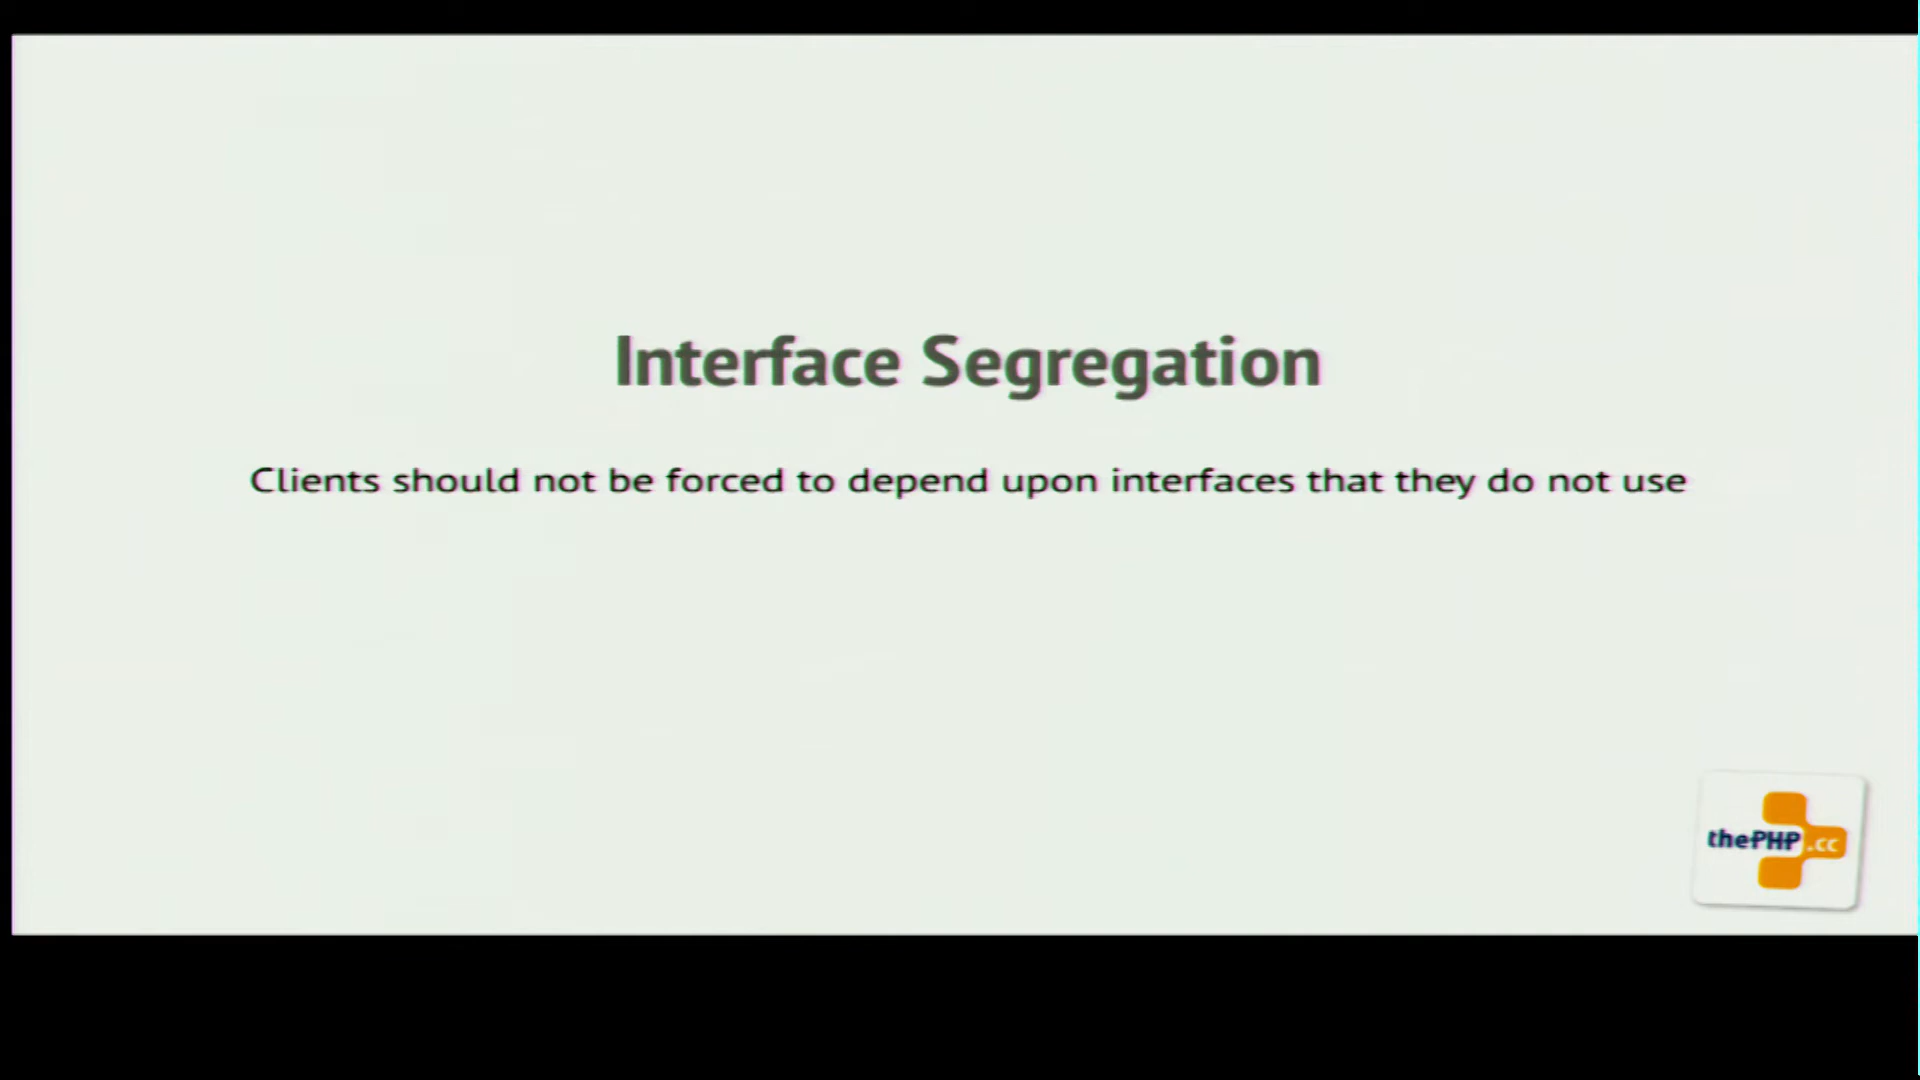 Interface Segregation
Clients should not be forced to depend upon interfaces that they do not use
thePHP.cc